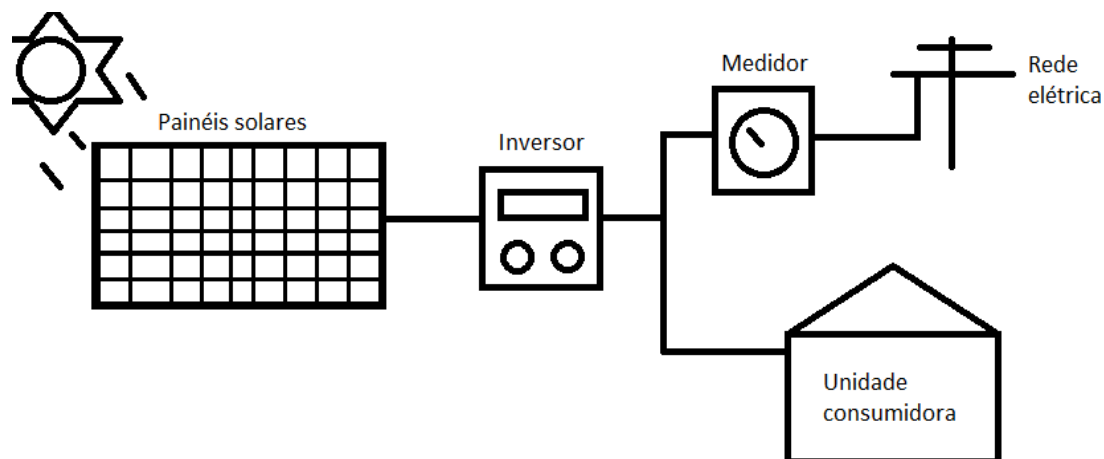 Painéis solares
Inversor
Medidor
Rede
elétrica
Unidade
consumidora